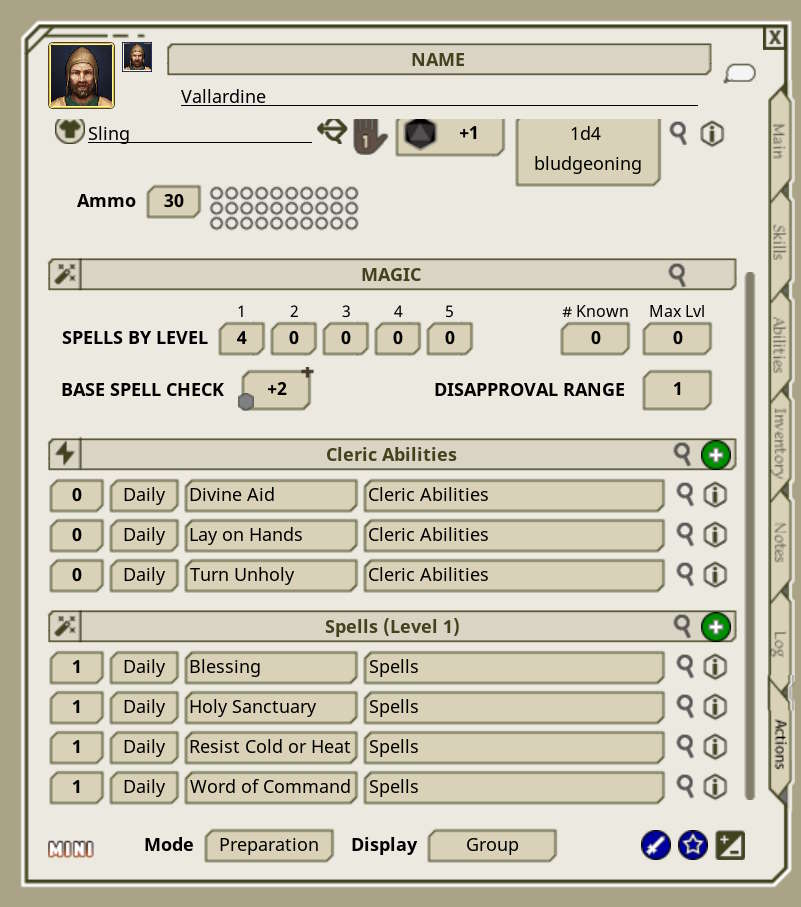 X
NAME
Vallardine
Sling
1
+1
1d4
bludgeoning
Ammo 30
MAGIC
1 2 3 4 5 # Known Max Lvl
SPELLS BY LEVEL 4 0 0 0 0 0 0
BASE SPELL CHECK +2 DISAPPROVAL RANGE 1
Cleric Abilities
0 Daily Divine Aid Cleric Abilities
0 Daily Lay on Hands Cleric Abilities
0 Daily Turn Unholy Cleric Abilities
Spells (Level 1)
1 Daily Blessing Spells
1 Daily Holy Sanctuary Spells
1 Daily Resist Cold or Heat Spells
1 Daily Word of Command Spells
MINI Mode Preparation Display Group
Main
Skills
Abilities
Inventory
Notes
Log
Actions